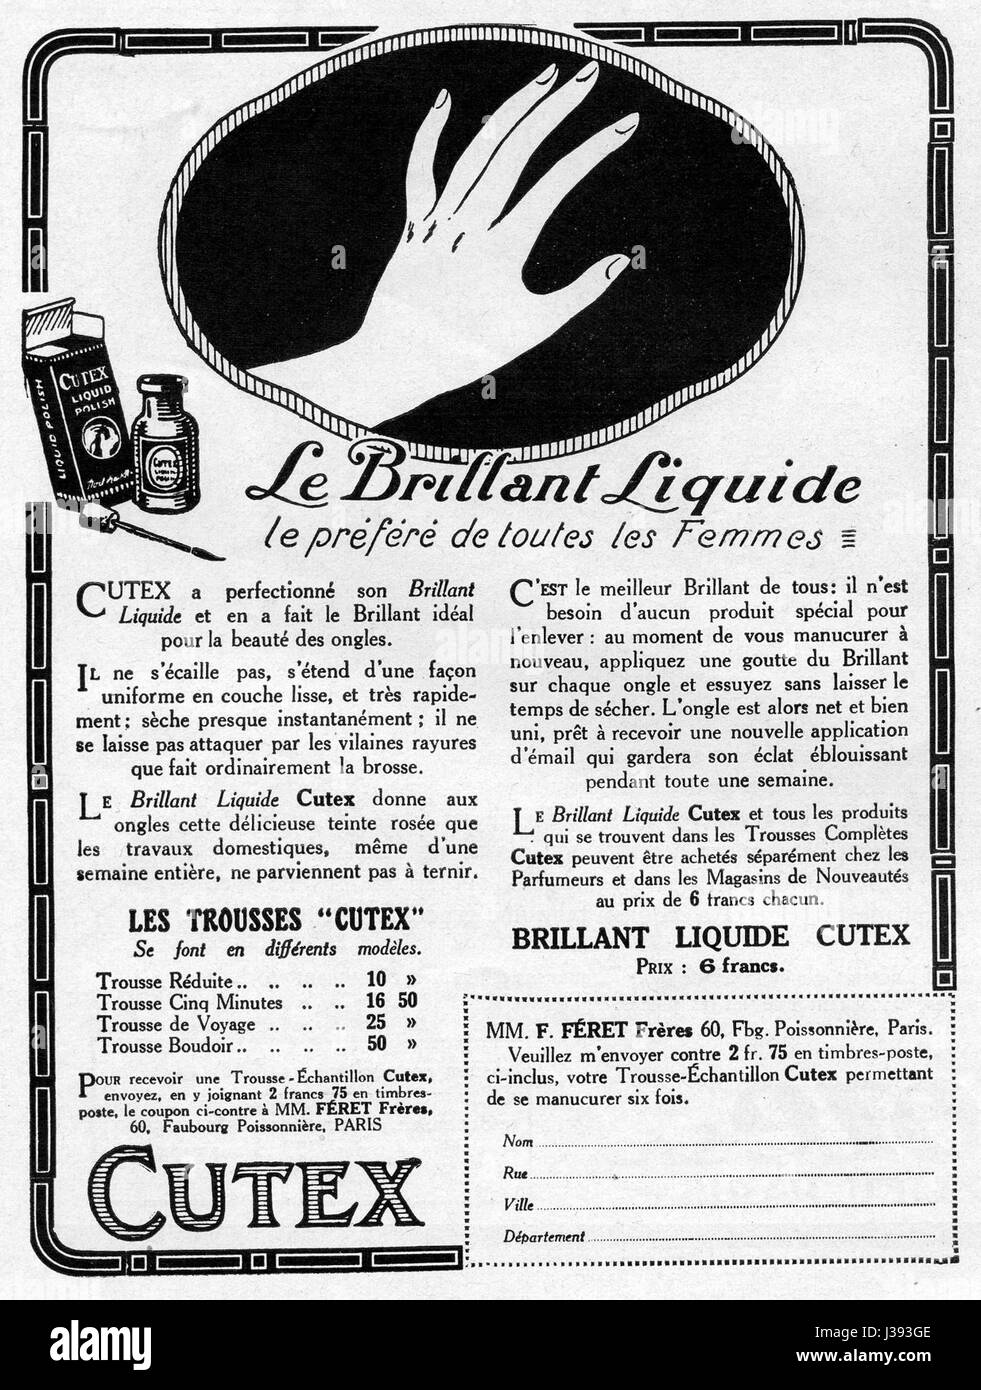 CUTEX
LIQUID
POLISH
LIQUID POLISH
CUTEX
LIQUID
POLISH
Le Brillant Liquide
le préféré de toutes les Femmes
CUTEX a perfectionné son Brillant
Liquide et en a fait le Brillant idéal
pour la beauté des ongles.
IL ne s'écaille pas, s'étend d'une façon
uniforme en couche lisse, et très rapide-
ment; sèche presque instantanément; il ne
se laisse pas attaquer par les vilaines rayures
que fait ordinairement la brosse.
LE Brillant Liquide Cutex donne aux
ongles cette délicieuse teinte rosée que
les travaux domestiques, même d'une
semaine entière, ne parviennent pas à ternir.
LES TROUSSES "CUTEX"
Se font en différents modèles.
Trousse Réduite.. .. .. .. 10 »
Trousse Cinq Minutes .. .. 16 50
Trousse de Voyage .. .. .. 25 »
Trousse Boudoir.. .. .. .. 50 »
POUR recevoir une Trousse-Échantillon Cutex,
envoyez, en y joignant 2 francs 75 en timbres-
poste, le coupon ci-contre à MM. FÉRET Frères,
60, Faubourg Poissonnière, PARIS
CUTEX
C'EST le meilleur Brillant de tous: il n'est
besoin d'aucun produit spécial pour
l'enlever: au moment de vous manucurer à
nouveau, appliquez une goutte du Brillant
sur chaque ongle et essuyez sans laisser le
temps de sécher. L'ongle est alors net et bien
uni, prêt à recevoir une nouvelle application
d'émail qui gardera son éclat éblouissant
pendant toute une semaine.
LE Brillant Liquide Cutex et tous les produits
qui se trouvent dans les Trousses Complètes
Cutex peuvent être achetés séparément chez les
Parfumeurs et dans les Magasins de Nouveautés
au prix de 6 francs chacun.
BRILLANT LIQUIDE CUTEX
PRIX : 6 francs.
MM. F. FÉRET Frères 60, Fbg. Poissonnière, Paris.
Veuillez m'envoyer contre 2 fr. 75 en timbres-poste,
ci-inclus, votre Trousse-Échantillon Cutex permettant
de se manucurer six fois.
Nom
Rue
Ville
Département
alamy
Image ID: J393GE
www.alamy.com